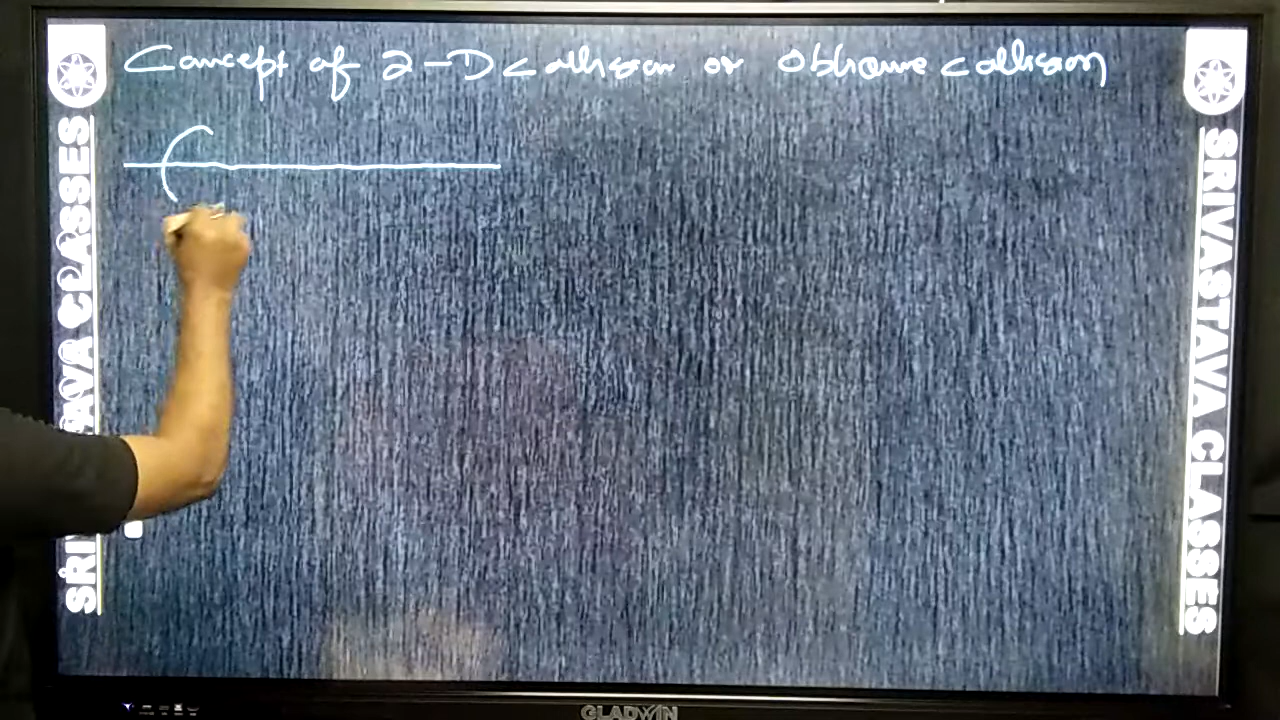 Concept of 2-D collision or Oblique collision
SRIVASTAVA CLASSES
SRIVASTAVA CLASSES
GLADWIN